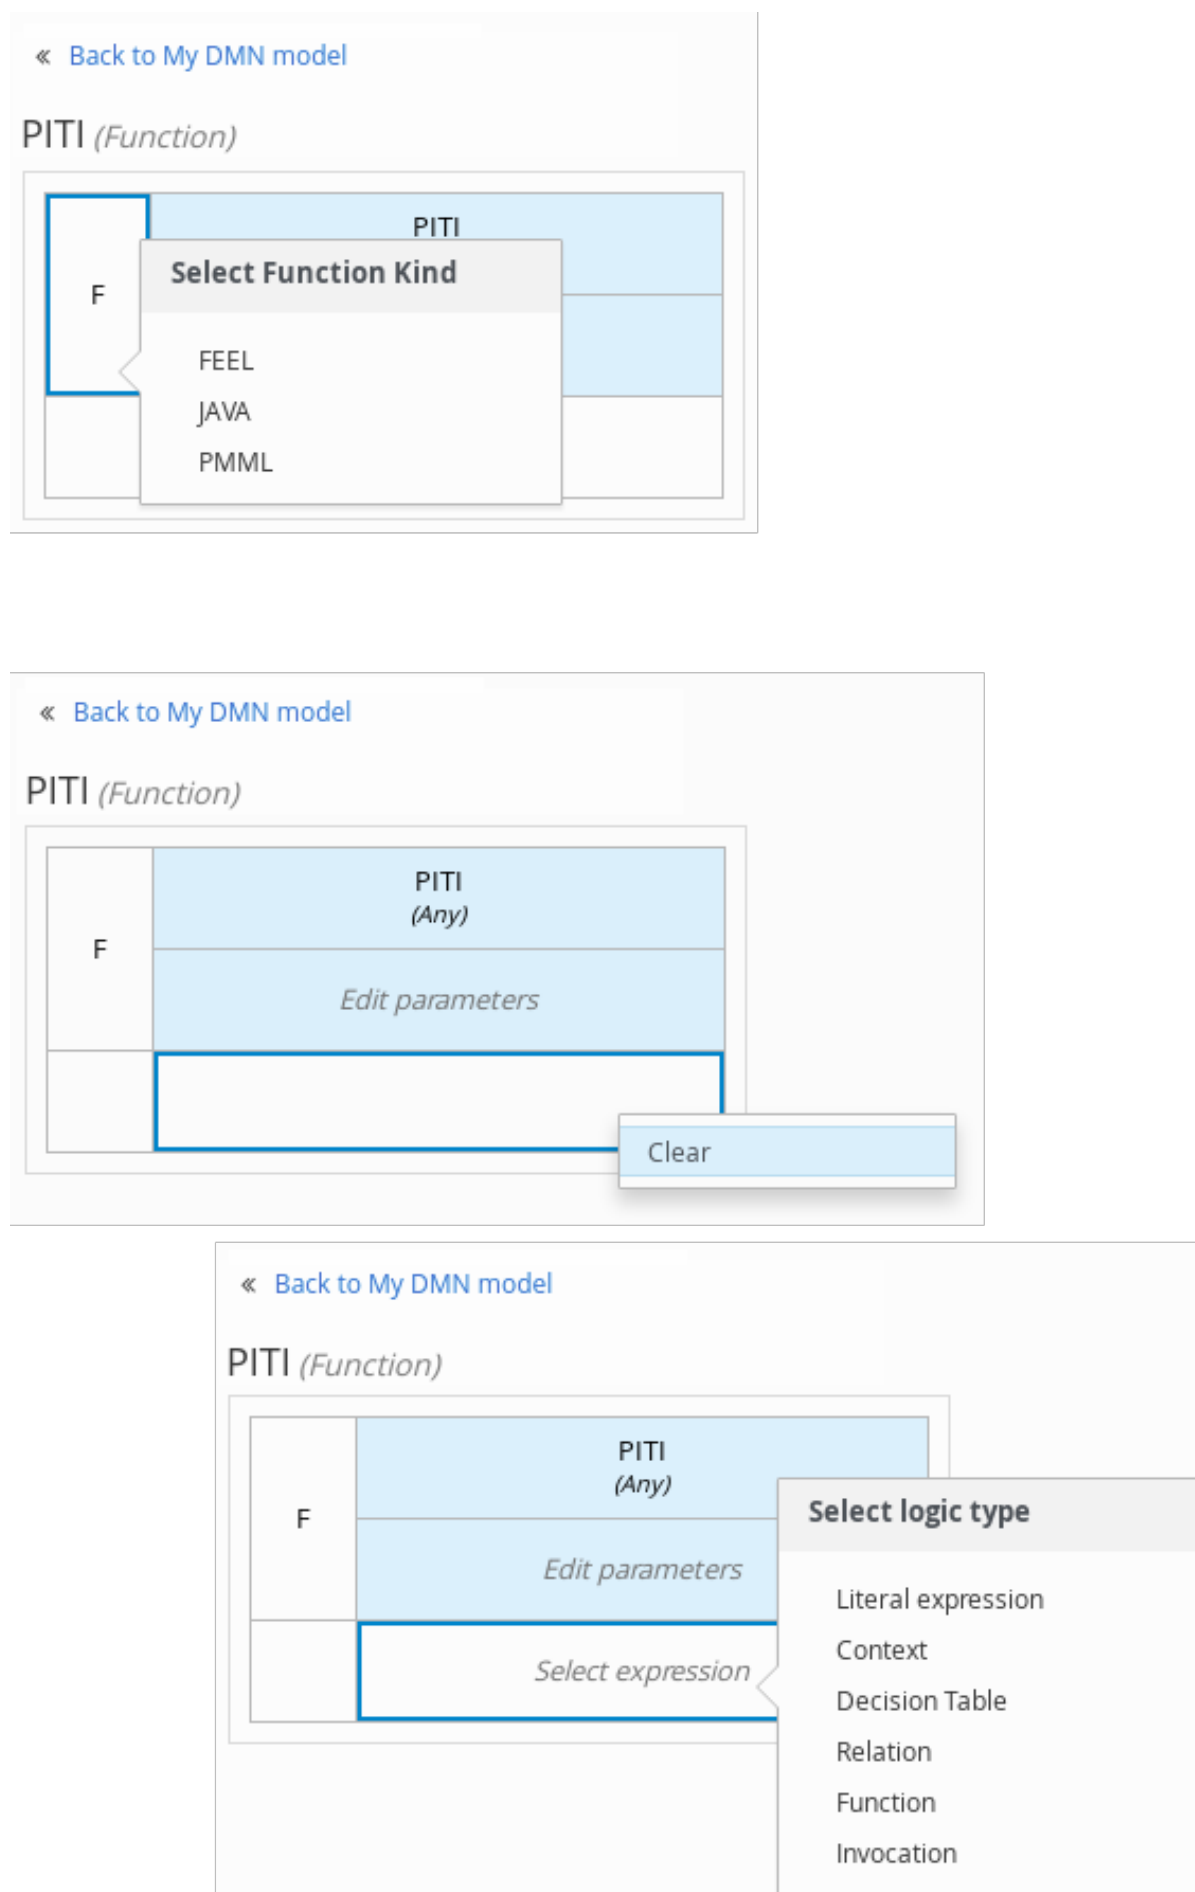 « Back to My DMN model
PITI (Function)
PITI
Select Function Kind
F
FEEL
JAVA
PMML
« Back to My DMN model
PITI (Function)
PITI
(Any)
F
Edit parameters
Clear
« Back to My DMN model
PITI (Function)
PITI
(Any)
Select logic type
F
Edit parameters
Literal expression
Context
Select expression
Decision Table
Relation
Function
Invocation